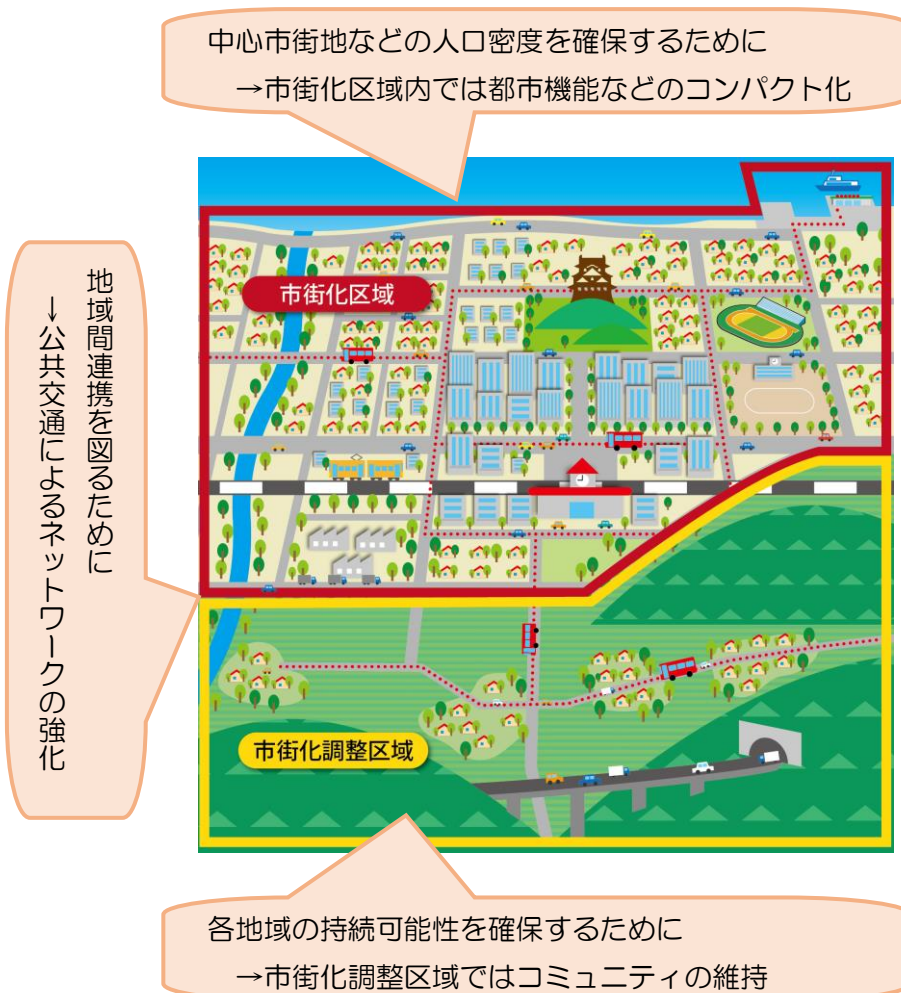 中心市街地などの人口密度を確保するために
→市街化区域内では都市機能などのコンパクト化
市街化区域
地域間連携を図るために
→公共交通によるネットワークの強化
市街化調整区域
各地域の持続可能性を確保するために
→市街化調整区域ではコミュニティの維持